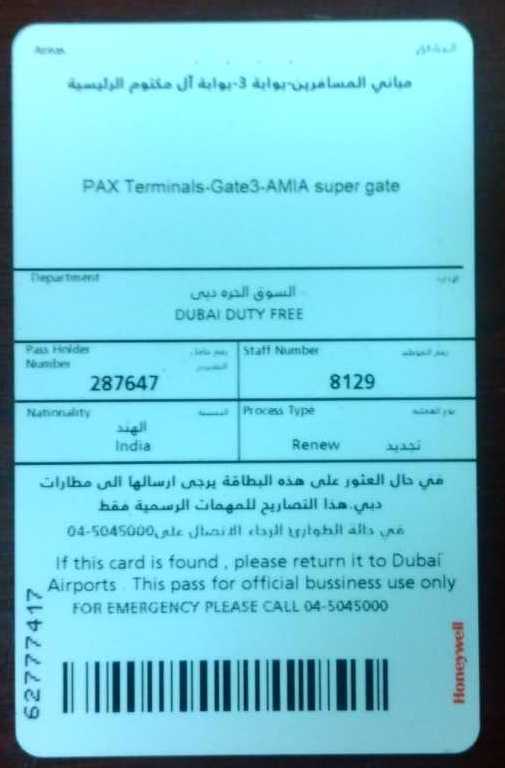 Areas المناطق
مباني المسافرين-بوابة 3-بوابة آل مكتوم الرئيسية
PAX Terminals-Gate3-AMIA super gate
Department
السوق الحره دبي
DUBAI DUTY FREE
Pass Holder Number
287647
Staff Number رقم الموظف
8129
Nationality الجنسية
الهند
India
Process Type
Renew تجديد
في حال العثور على هذه البطاقة يرجى ارسالها الى مطارات
دبي.هذا التصاريح للمهمات الرسمية فقط
في حالة الطوارئ الرجاء الاتصال على04-5045000
If this card is found , please return it to Dubai
Airports . This pass for official bussiness use only
FOR EMERGENCY PLEASE CALL 04-5045000
62777417
Honeywell